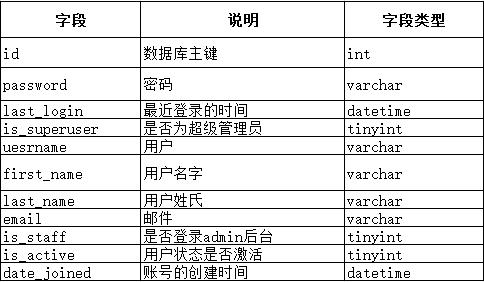 字段 说明 字段类型
id 数据库主键 int
password 密码 varchar
last_login 最近登录的时间 datetime
is_superuser 是否为超级管理员 tinyint
uesrname 用户 varchar
first_name 用户名字 varchar
last_name 用户姓氏 varchar
email 邮件 varchar
is_staff 是否登录admin后台 tinyint
is_active 用户状态是否激活 tinyint
date_joined 账号的创建时间 datetime